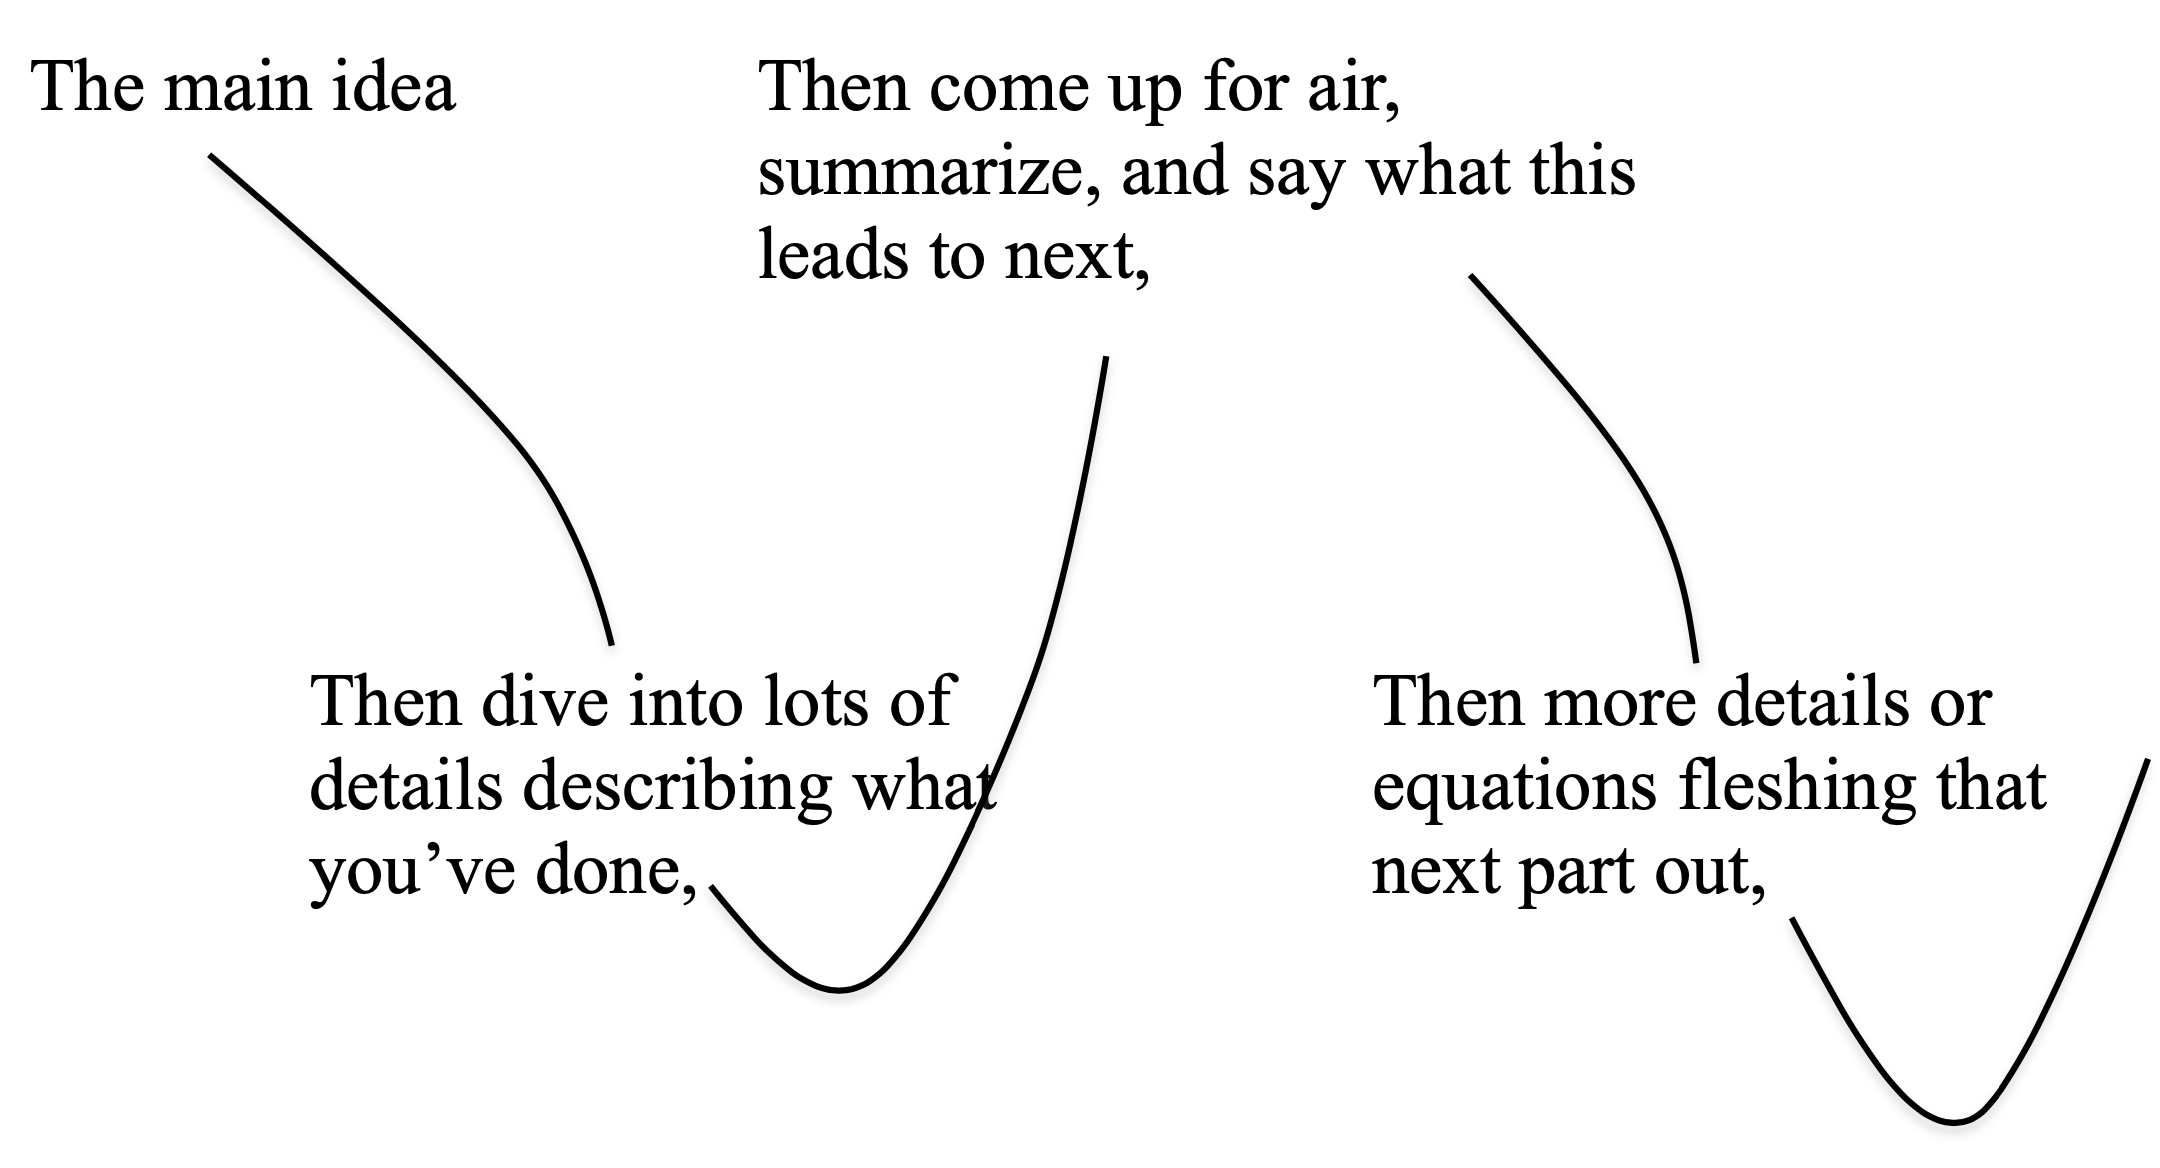 The main idea
Then dive into lots of
details describing what
you’ve done,
Then come up for air,
summarize, and say what this
leads to next,
Then more details or
equations fleshing that
next part out,